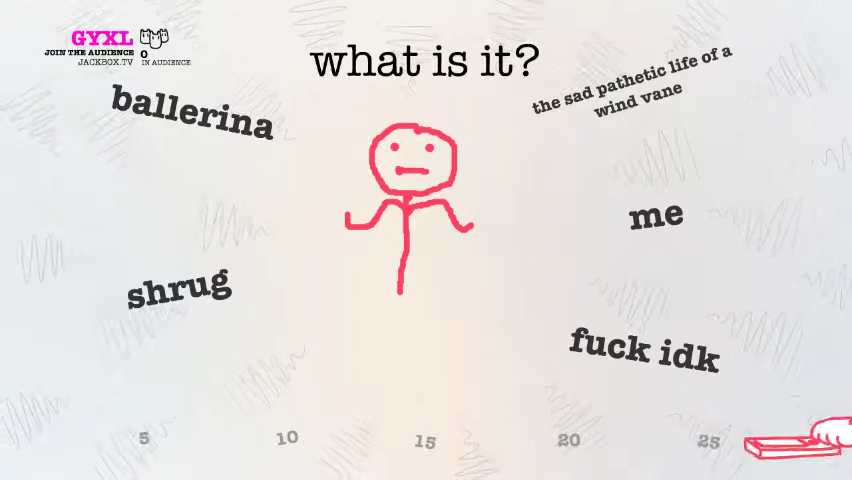 GYXL
JOIN THE AUDIENCE
JACKBOX.TV
0
IN AUDIENCE
what is it?
ballerina
the sad pathetic life of a
wind vane
me
shrug
fuck idk
5 10 15 20 25